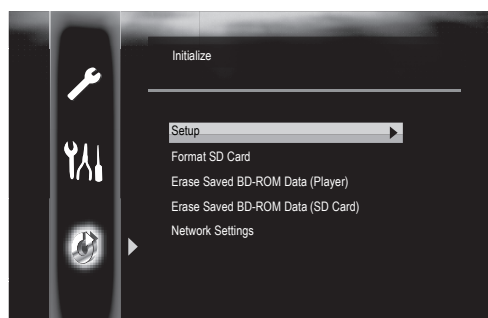 Initialize
Setup
Format SD Card
Erase Saved BD-ROM Data (Player)
Erase Saved BD-ROM Data (SD Card)
Network Settings